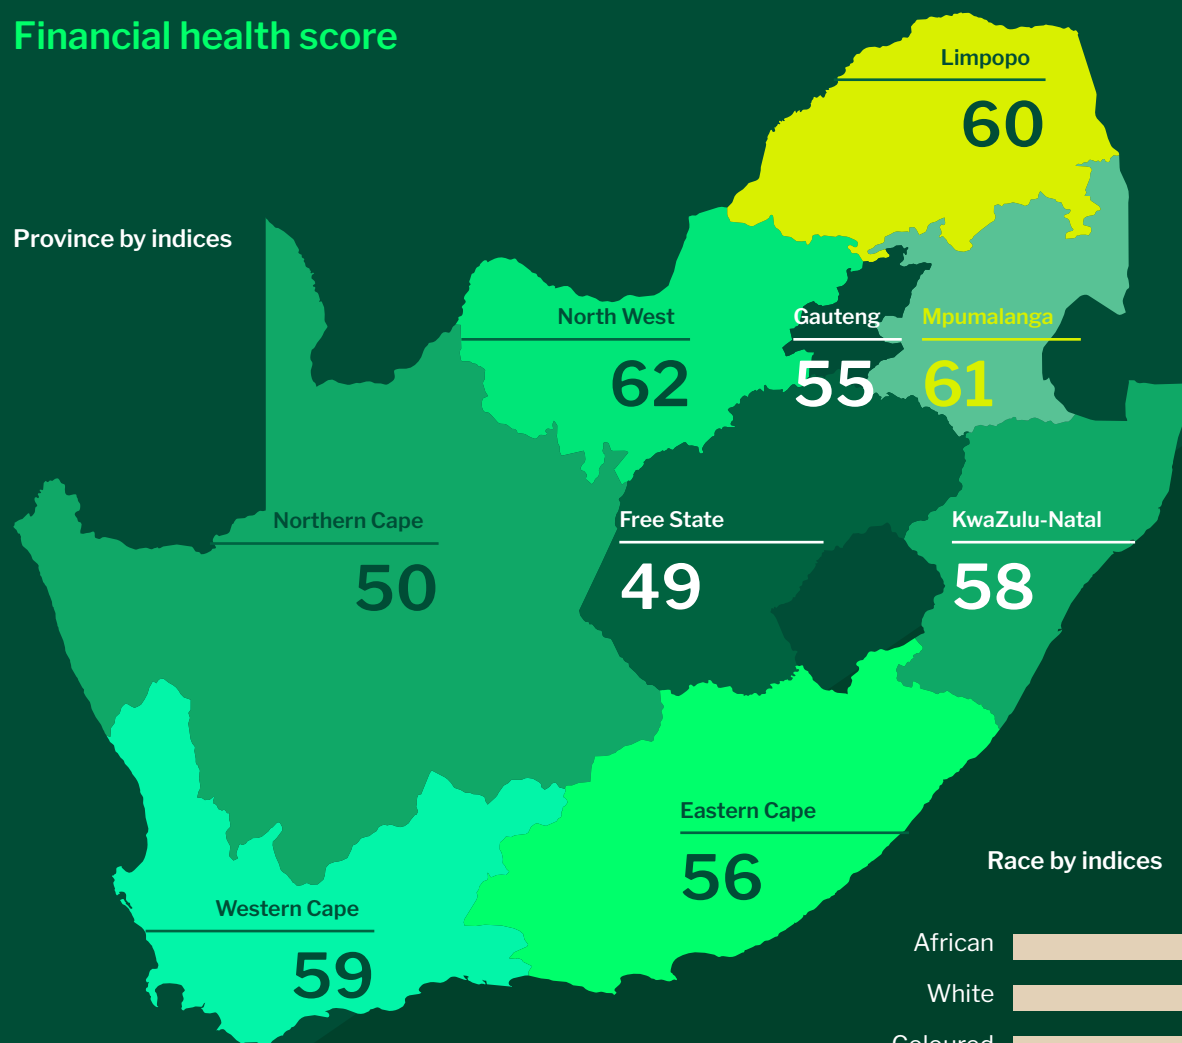 Financial health score
Limpopo
60
Province by indices
North West
62
Gauteng
55
Mpumalanga
61
Northern Cape
50
Free State
49
KwaZulu-Natal
58
Eastern Cape
56
Western Cape
59
Race by indices
African
White
Coloured